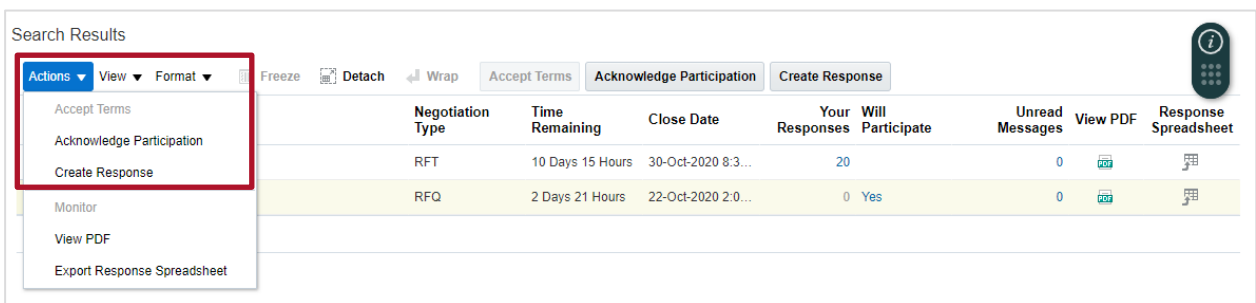 Search Results
Actions View Format Freeze Detach Wrap Accept Terms Acknowledge Participation Create Response
Accept Terms
Acknowledge Participation
Create Response
Monitor
View PDF
Export Response Spreadsheet
Negotiation Type Time Remaining Close Date Your Responses Will Participate Unread Messages View PDF Response Spreadsheet
RFT 10 Days 15 Hours 30-Oct-2020 8:3... 20 0 PDF
RFQ 2 Days 21 Hours 22-Oct-2020 2:0... 0 Yes 0 PDF